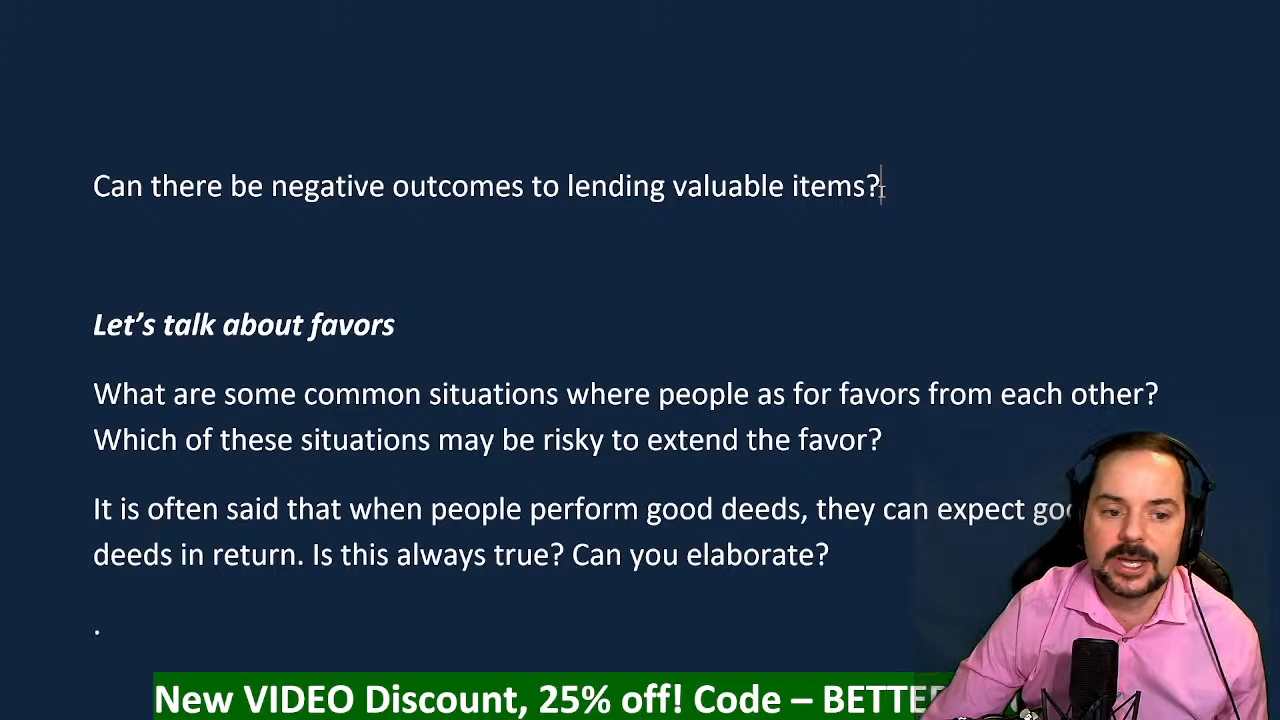 Can there be negative outcomes to lending valuable items?
Let's talk about favors
What are some common situations where people as for favors from each other?
Which of these situations may be risky to extend the favor?
It is often said that when people perform good deeds, they can expect
deeds in return. Is this always true? Can you elaborate?
.
New VIDEO Discount, 25% off! Code –